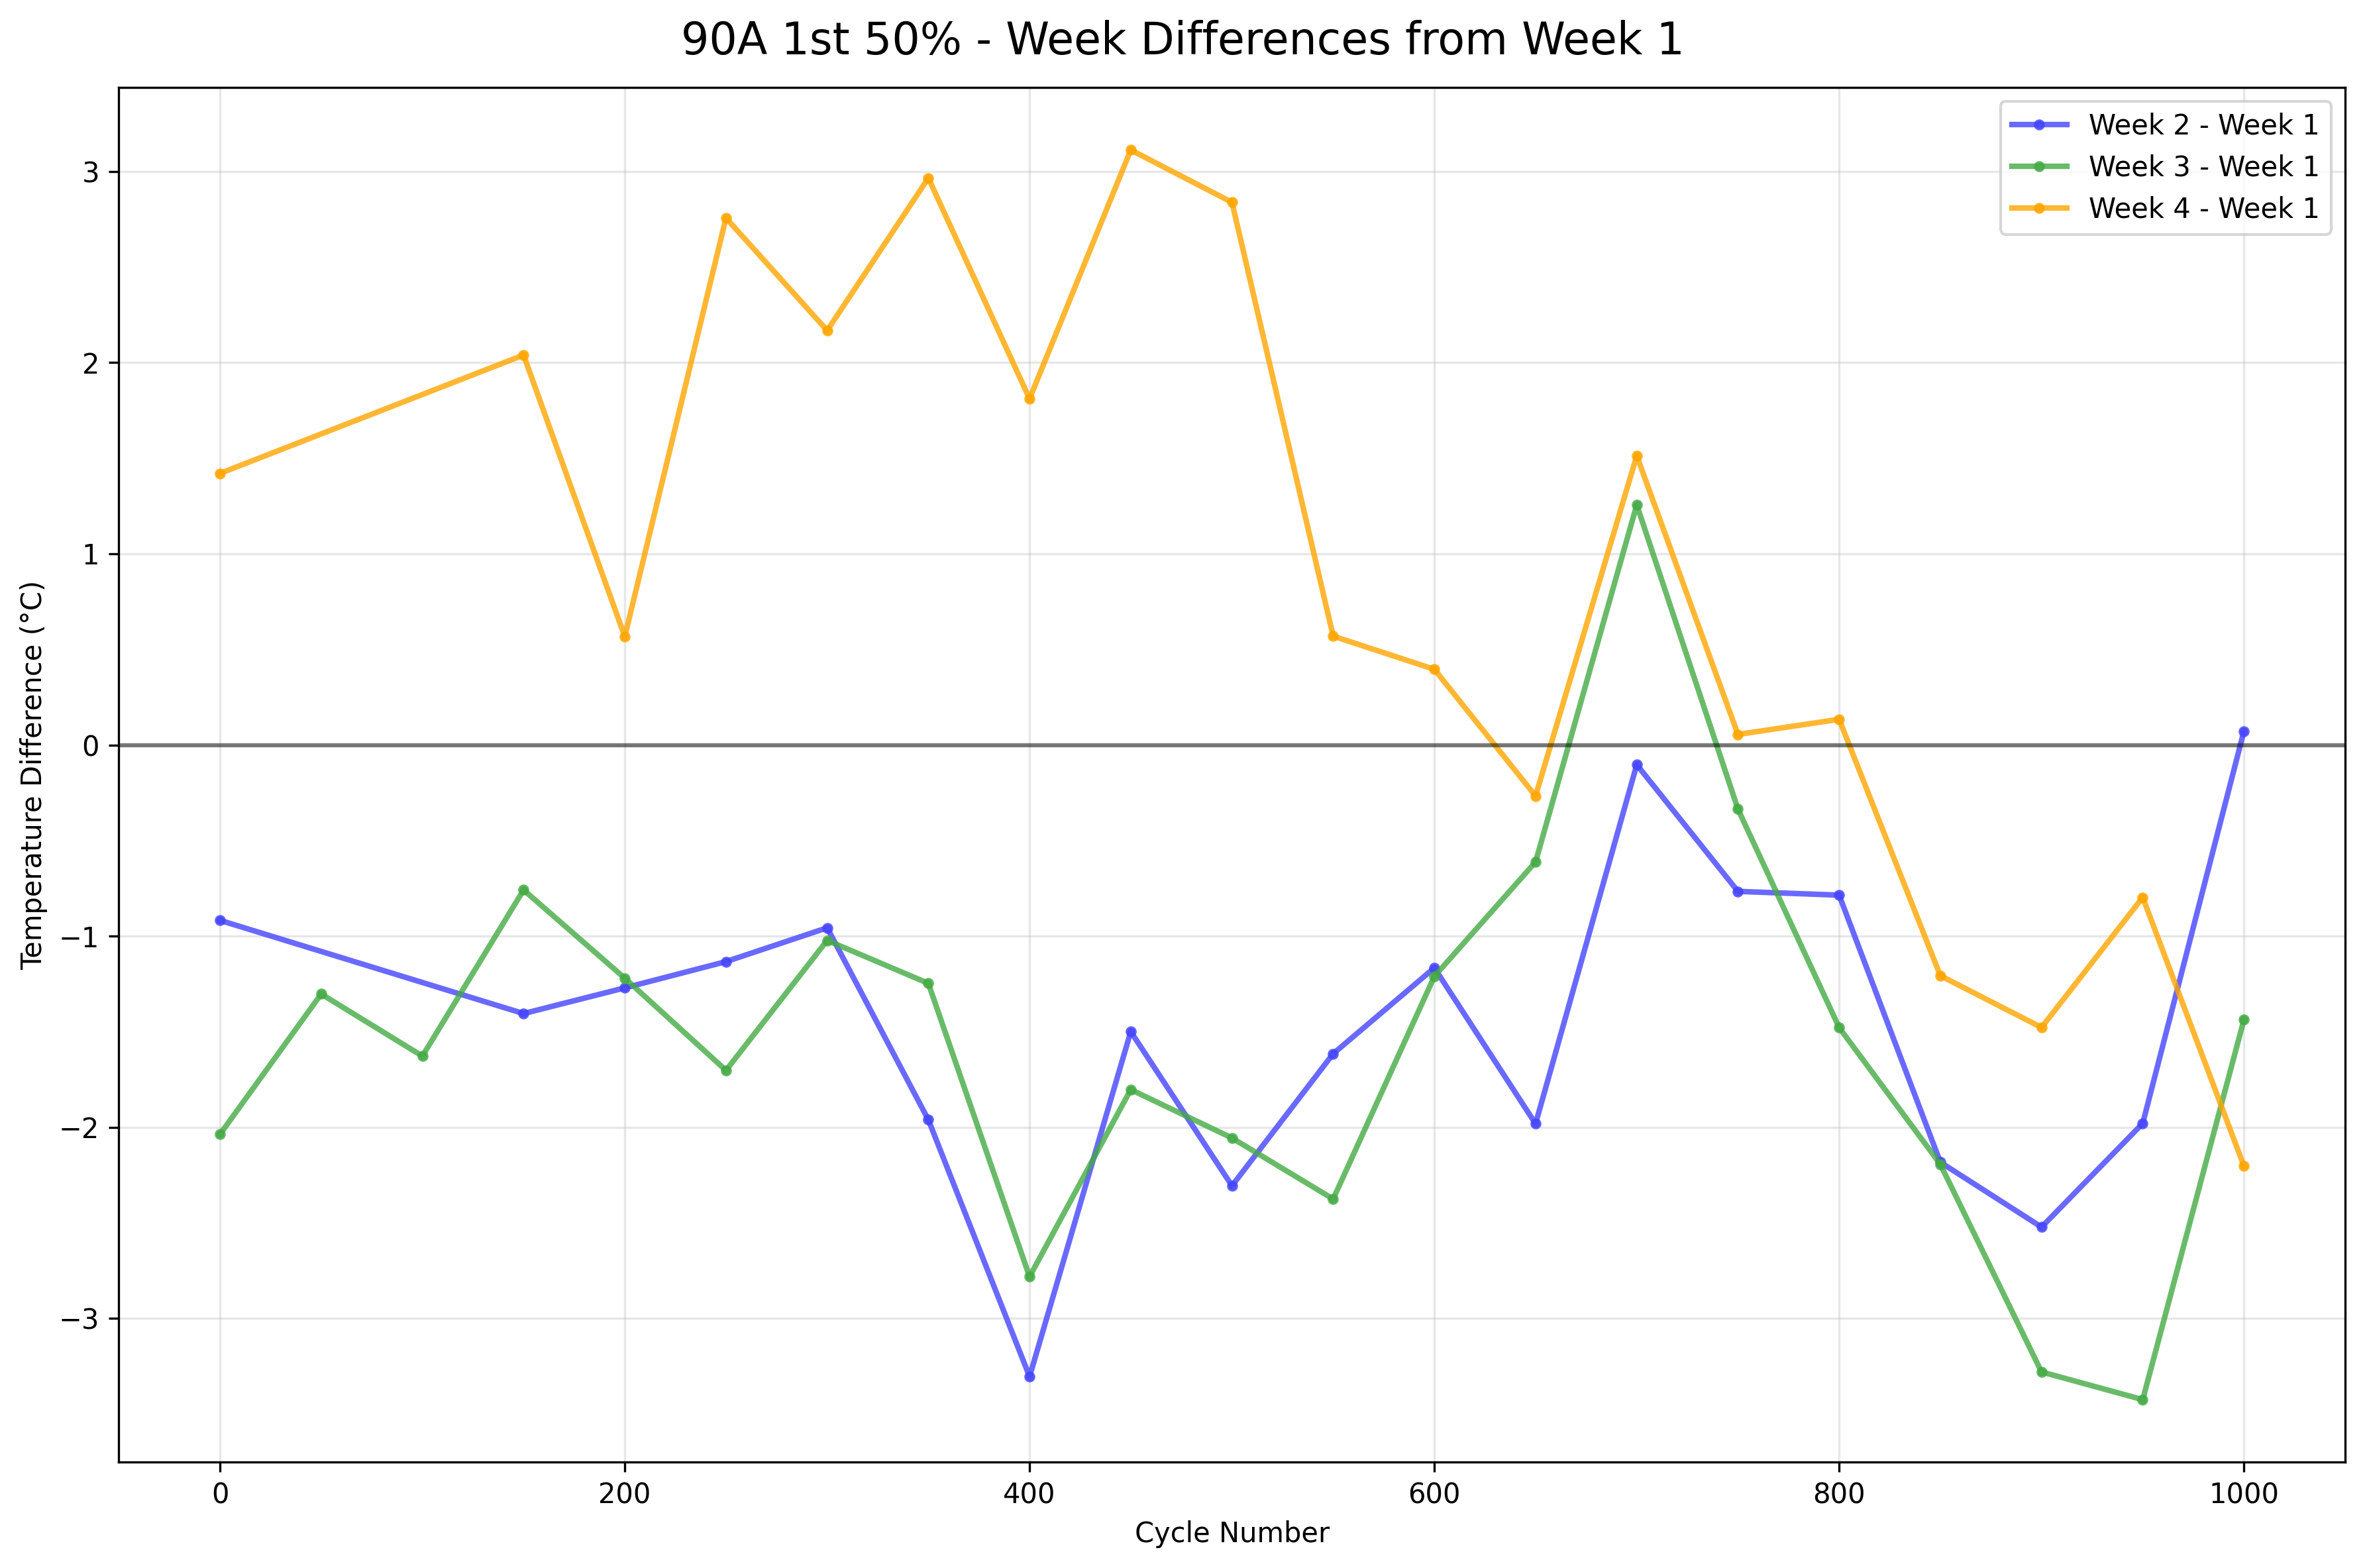 90A 1st 50% - Week Differences from Week 1
Week 2 - Week 1
Week 3 - Week 1
Week 4 - Week 1
3
2
1
0
−1
−2
−3
Temperature Difference (°C)
0 200 400 600 800 1000
Cycle Number